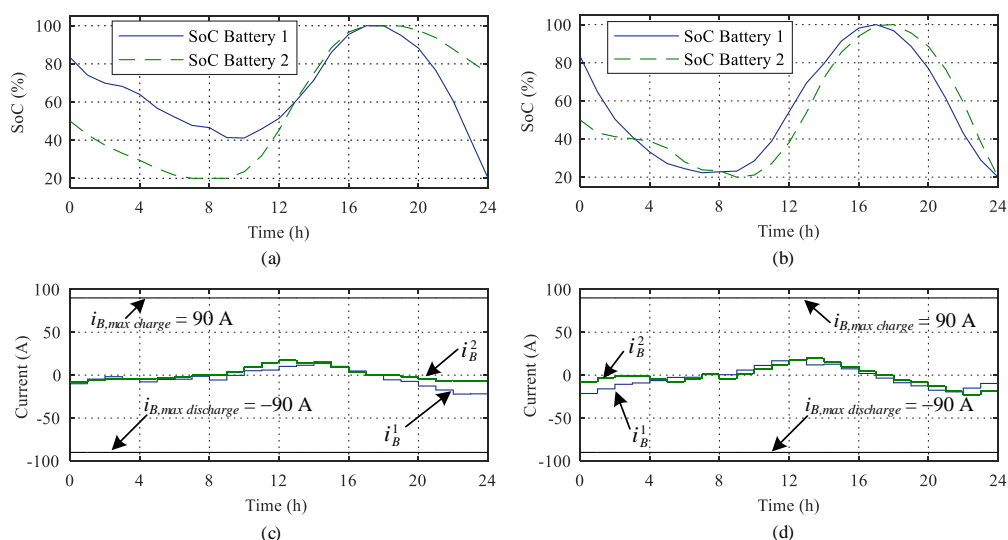 100
80
60
40
20
SoC (%)
SoC Battery 1
SoC Battery 2
0 4 8 12 16 20 24
Time (h)
(a)
100
80
60
40
20
SoC (%)
SoC Battery 1
SoC Battery 2
0 4 8 12 16 20 24
Time (h)
(b)
100
50
0
-50
-100
Current (A)
i_{B,max charge} = 90 A
i_B^2
i_{B,max discharge} = −90 A
i_B^1
0 4 8 12 16 20 24
Time (h)
(c)
100
50
0
-50
-100
Current (A)
i_{B,max charge} = 90 A
i_B^2
i_B^1
i_{B,max discharge} = −90 A
0 4 8 12 16 20 24
Time (h)
(d)